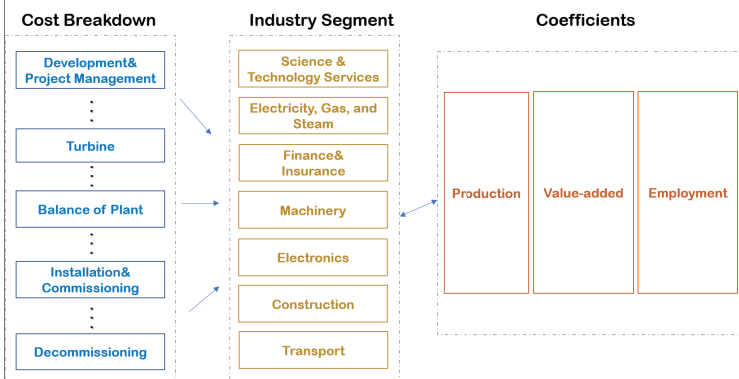 Cost Breakdown
Development&
Project Management
Turbine
Balance of Plant
Installation&
Commissioning
Decommissioning
Industry Segment
Science &
Technology Services
Electricity, Gas, and
Steam
Finance&
Insurance
Machinery
Electronics
Construction
Transport
Coefficients
Production
Value-added
Employment